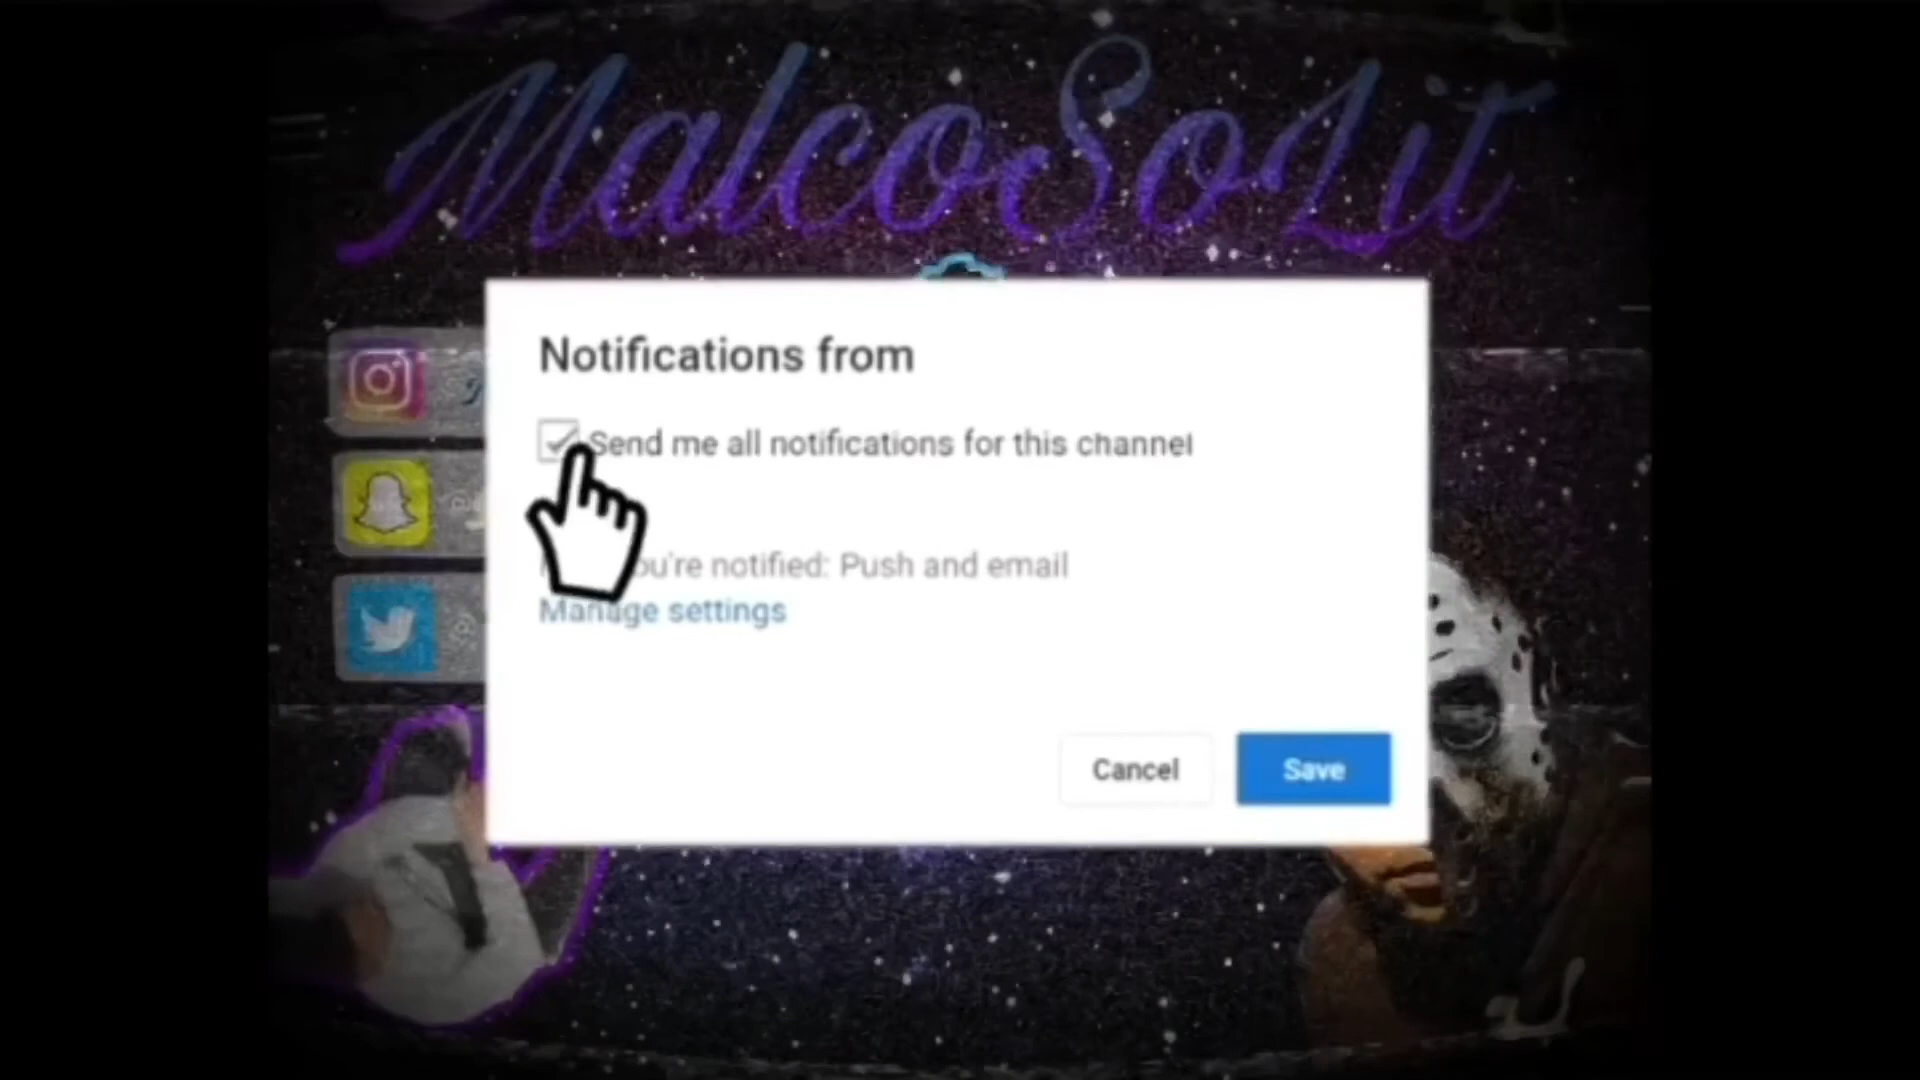 MalcoSoLit
Notifications from
Send me all notifications for this channel
you're notified: Push and email
Manage settings
Cancel
Save